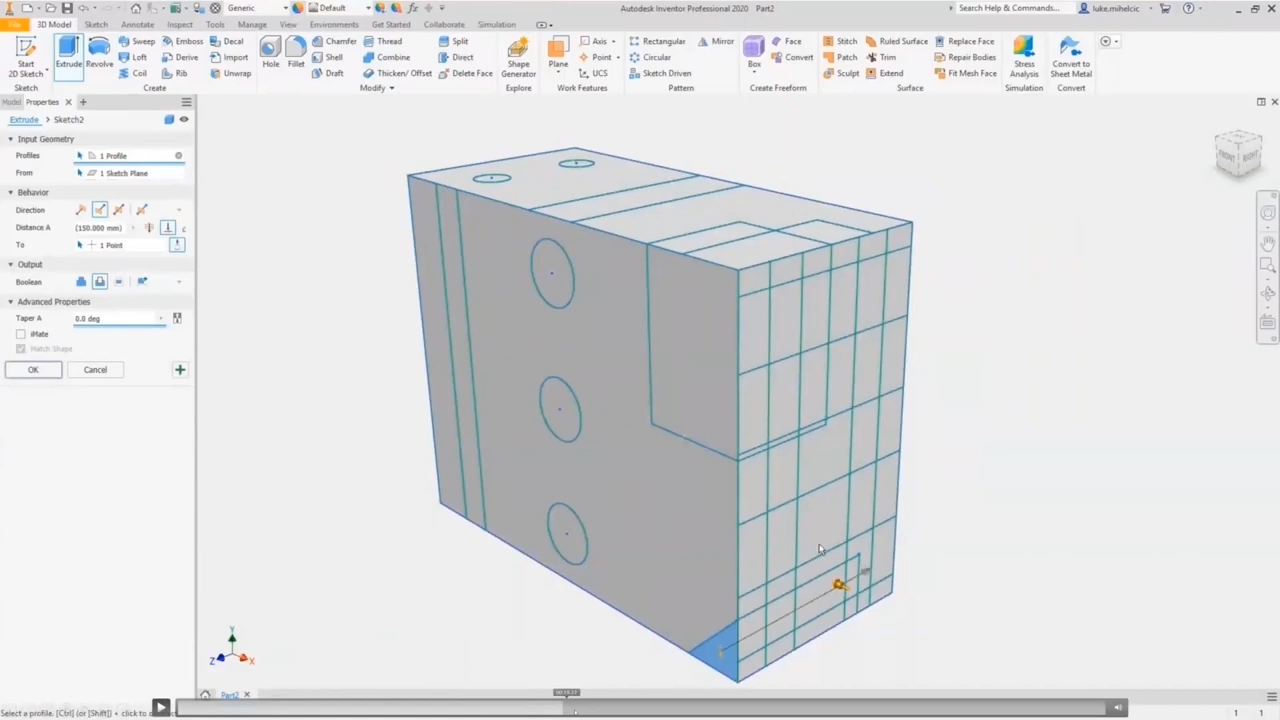 Generic Default fx Autodesk Inventor Professional 2020 Part2 Search Help & Commands... luke.mihelcic
File 3D Model Sketch Annotate Inspect Tools Manage View Environments Get Started Collaborate Simulation
Sweep Emboss Decal Chamfer Thread Split Axis Rectangular Mirror Face Stitch Ruled Surface Replace Face
Loft Derive Import Shell Combine Direct Point Circular Convert Patch Trim Repair Bodies
Coil Rib Unwrap Draft Thicken/ Offset Delete Face UCS Sketch Driven Sculpt Extend Fit Mesh Face
Start 2D Sketch Extrude Revolve Hole Fillet Shape Generator Plane Box Stress Analysis Convert to Sheet Metal
Sketch Create Modify Explore Work Features Pattern Create Freeform Surface Simulation Convert
Model Properties
Extrude > Sketch2
Input Geometry
Profiles 1 Profile
From 1 Sketch Plane
Behavior
Direction
Distance A (150.000 mm)
To 1 Point
Output
Boolean
Advanced Properties
Taper A 0.0 deg
iMate
Match Shape
OK Cancel
FRONT RIGHT
Y
Z X
Part2
Select a profile. [Ctrl] (or [Shift]) + click to
1 1